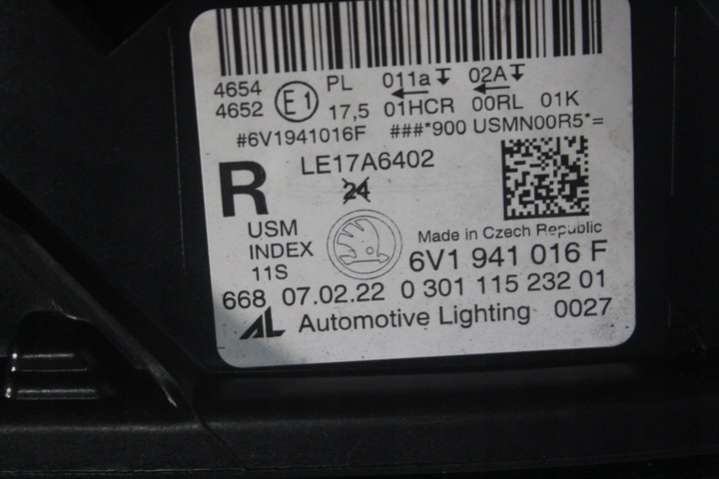 4654 PL 011a 02A
4652 E1 17,5 01HCR 00RL 01K
#6V1941016F ###*900 USMN00R5*=
R LE17A6402
24
USM Made in Czech Republic
INDEX 6V1 941 016 F
11S
668 07.02.22 0 301 115 232 01
AL Automotive Lighting 0027